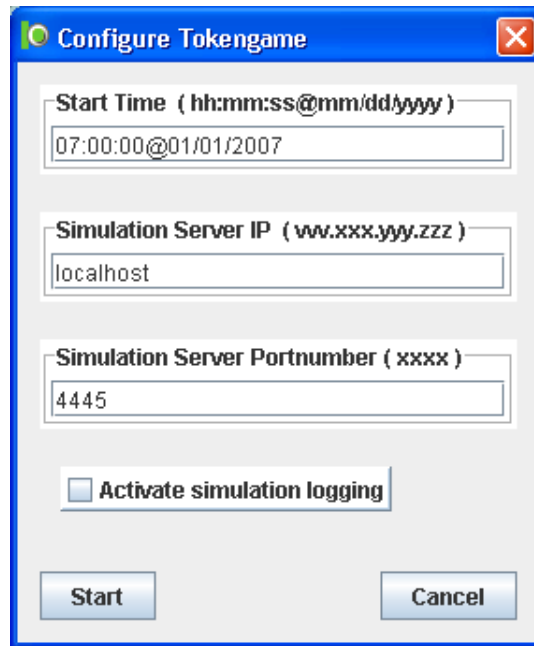 Configure Tokengame
Start Time ( hh:mm:ss@mm/dd/yyyy )
07:00:00@01/01/2007
Simulation Server IP ( vvv.xxx.yyy.zzz )
localhost
Simulation Server Portnumber ( xxxx )
4445
Activate simulation logging
Start Cancel